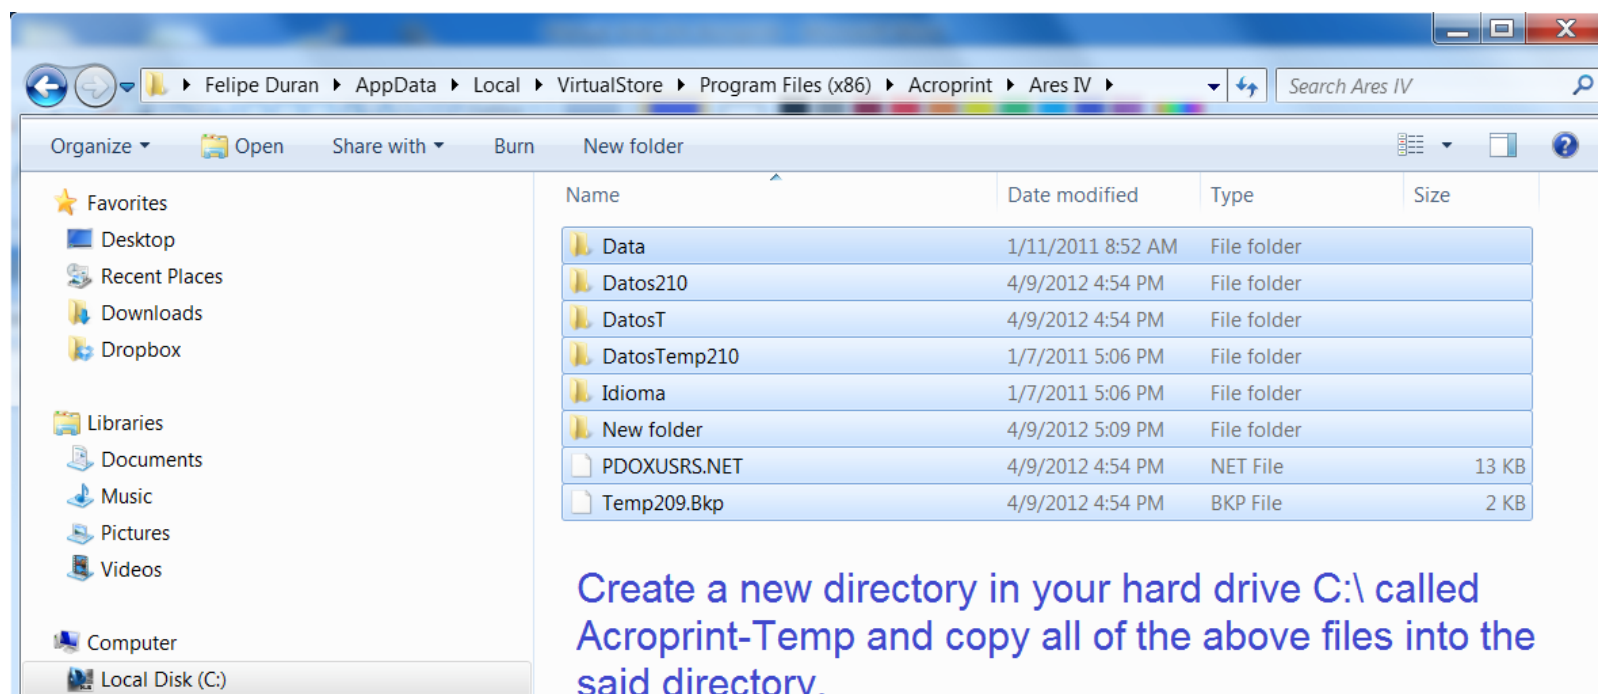 Felipe Duran AppData Local VirtualStore Program Files (x86) Acroprint Ares IV Search Ares IV
Organize Open Share with Burn New folder
Name Date modified Type Size
Favorites
Desktop
Recent Places
Downloads
Dropbox
Libraries
Documents
Music
Pictures
Videos
Computer
Local Disk (C:)
Data 1/11/2011 8:52 AM File folder
Datos210 4/9/2012 4:54 PM File folder
DatosT 4/9/2012 4:54 PM File folder
DatosTemp210 1/7/2011 5:06 PM File folder
Idioma 1/7/2011 5:06 PM File folder
New folder 4/9/2012 5:09 PM File folder
PDOXUSRS.NET 4/9/2012 4:54 PM NET File 13 KB
Temp209.Bkp 4/9/2012 4:54 PM BKP File 2 KB
Create a new directory in your hard drive C:\ called
Acroprint-Temp and copy all of the above files into the
said directory.